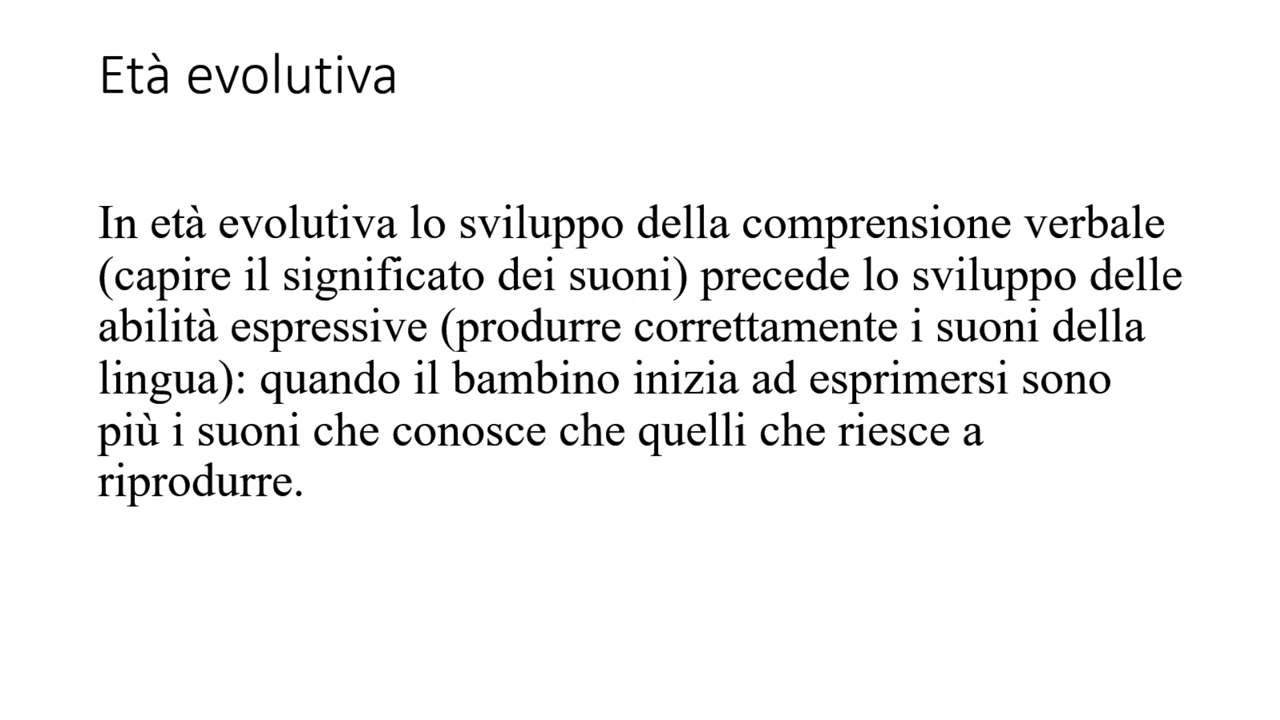 Età evolutiva
In età evolutiva lo sviluppo della comprensione verbale
(capire il significato dei suoni) precede lo sviluppo delle
abilità espressive (produrre correttamente i suoni della
lingua): quando il bambino inizia ad esprimersi sono
più i suoni che conosce che quelli che riesce a
riprodurre.